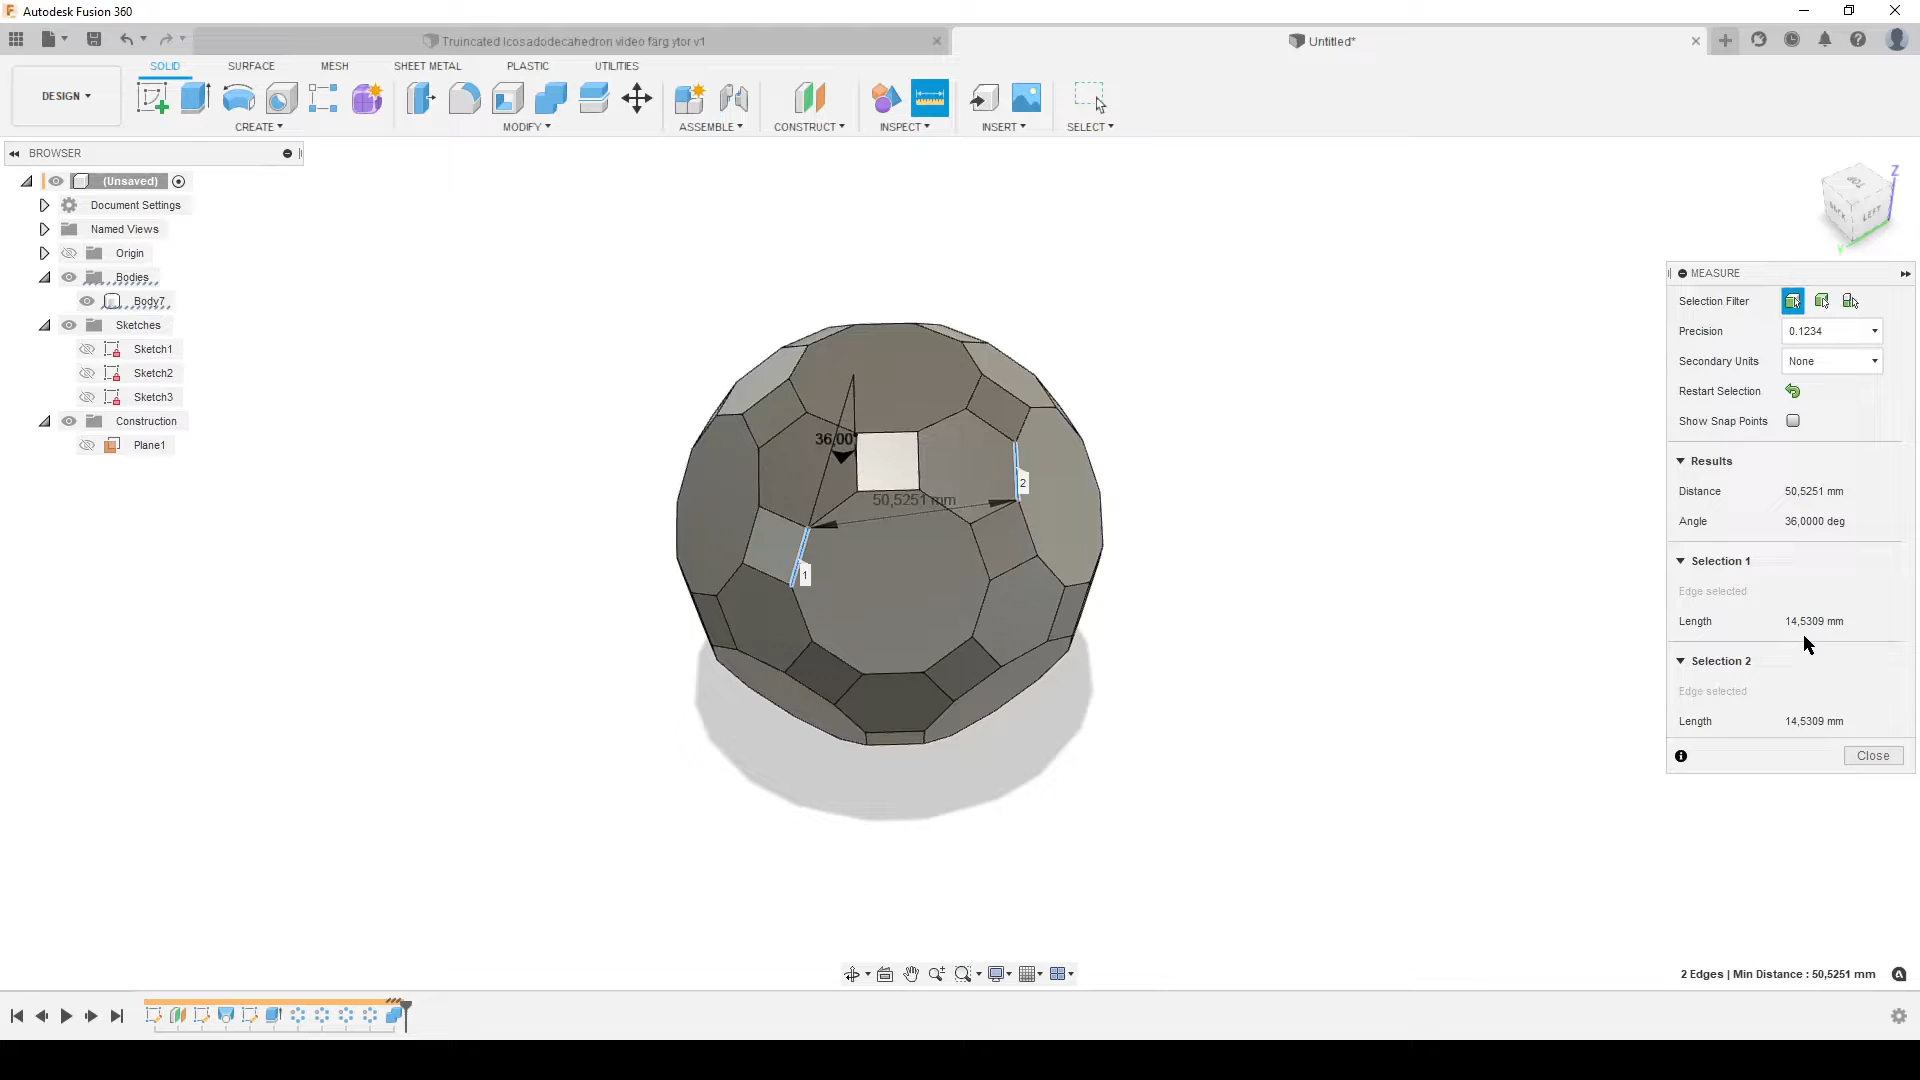 Autodesk Fusion 360
Truincated Icosadodecahedron video färg ytor v1
Untitled*
DESIGN
SOLID
SURFACE
MESH
SHEET METAL
PLASTIC
UTILITIES
CREATE
MODIFY
ASSEMBLE
CONSTRUCT
INSPECT
INSERT
SELECT
BROWSER
(Unsaved)
Document Settings
Named Views
Origin
Bodies
Body7
Sketches
Sketch1
Sketch2
Sketch3
Construction
Plane1
TOP
BACK
LEFT
Z
Y
36,00°
50,5251 mm
1
2
MEASURE
Selection Filter
Precision 0.1234
Secondary Units None
Restart Selection
Show Snap Points
Results
Distance 50,5251 mm
Angle 36,0000 deg
Selection 1
Edge selected
Length 14,5309 mm
Selection 2
Edge selected
Length 14,5309 mm
Close
2 Edges | Min Distance : 50,5251 mm